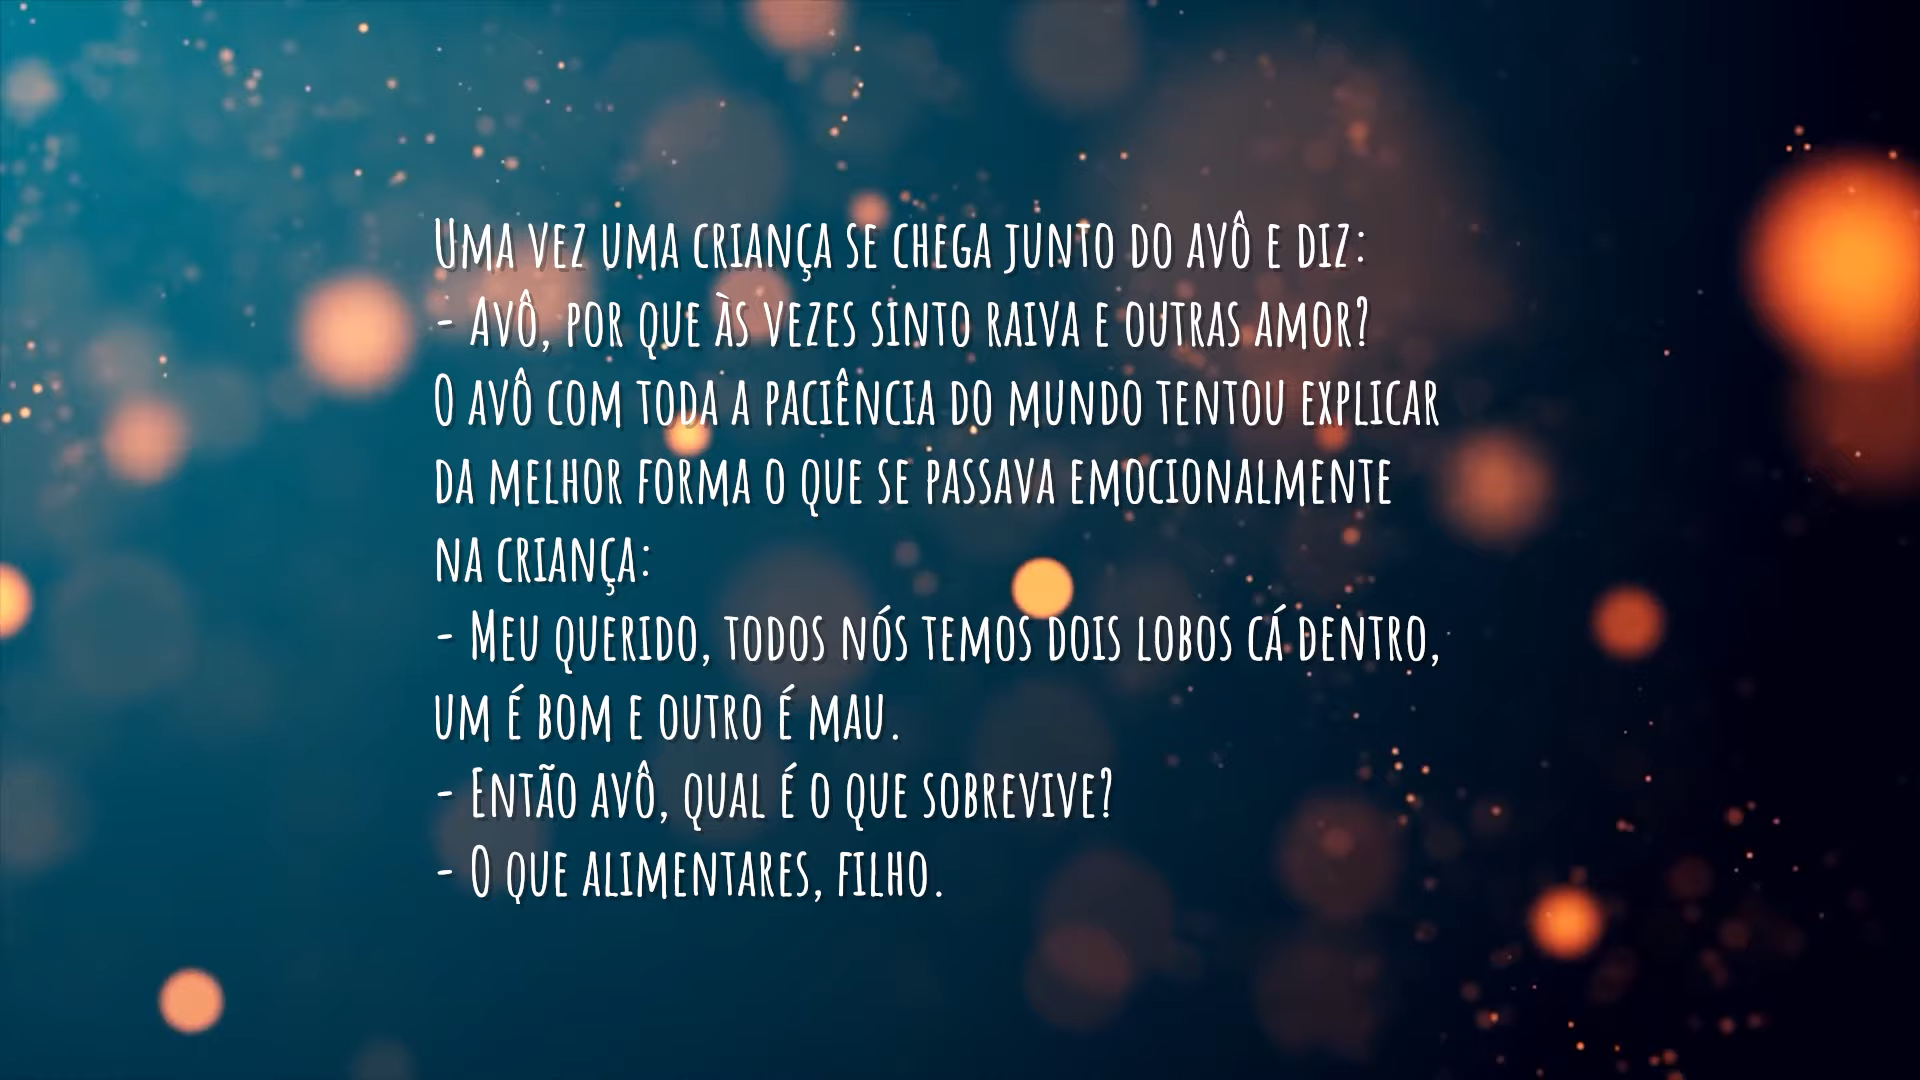 Uma vez uma criança se chega junto do avô e diz:
- Avô, por que às vezes sinto raiva e outras amor?
O avô com toda a paciência do mundo tentou explicar
da melhor forma o que se passava emocionalmente
na criança:
- Meu querido, todos nós temos dois lobos cá dentro,
um é bom e outro é mau.
- Então avô, qual é o que sobrevive?
- O que alimentares, filho.